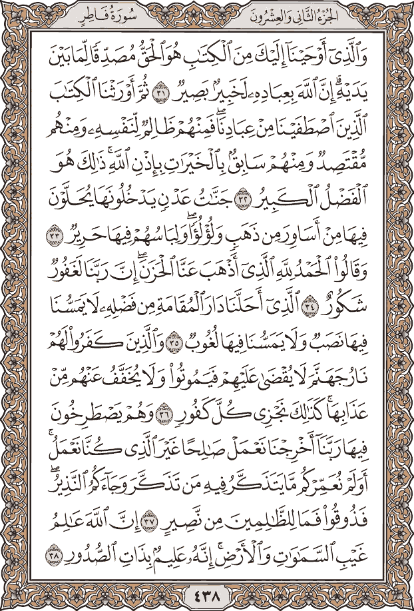 الجزء الثاني والعشرون
سورة فاطر
وَالَّذِي أَوْحَيْنَا إِلَيْكَ مِنَ الْكِتَابِ هُوَ الْحَقُّ مُصَدِّقًا لِّمَا بَيْنَ
يَدَيْهِ ۗ إِنَّ اللَّهَ بِعِبَادِهِ لَخَبِيرٌ بَصِيرٌ ٣١ ثُمَّ أَوْرَثْنَا الْكِتَابَ
الَّذِينَ اصْطَفَيْنَا مِنْ عِبَادِنَا ۖ فَمِنْهُمْ ظَالِمٌ لِّنَفْسِهِ وَمِنْهُم
مُّقْتَصِدٌ وَمِنْهُمْ سَابِقٌ بِالْخَيْرَاتِ بِإِذْنِ اللَّهِ ۚ ذَٰلِكَ هُوَ
الْفَضْلُ الْكَبِيرُ ٣٢ جَنَّاتُ عَدْنٍ يَدْخُلُونَهَا يُحَلَّوْنَ
فِيهَا مِنْ أَسَاوِرَ مِن ذَهَبٍ وَلُؤْلُؤًا ۖ وَلِبَاسُهُمْ فِيهَا حَرِيرٌ ٣٣
وَقَالُوا الْحَمْدُ لِلَّهِ الَّذِي أَذْهَبَ عَنَّا الْحَزَنَ ۖ إِنَّ رَبَّنَا لَغَفُورٌ
شَكُورٌ ٣٤ الَّذِي أَحَلَّنَا دَارَ الْمُقَامَةِ مِن فَضْلِهِ لَا يَمَسُّنَا
فِيهَا نَصَبٌ وَلَا يَمَسُّنَا فِيهَا لُغُوبٌ ٣٥ وَالَّذِينَ كَفَرُوا لَهُمْ
نَارُ جَهَنَّمَ لَا يُقْضَىٰ عَلَيْهِمْ فَيَمُوتُوا وَلَا يُخَفَّفُ عَنْهُم مِّنْ
عَذَابِهَا ۚ كَذَٰلِكَ نَجْزِي كُلَّ كَفُورٍ ٣٦ وَهُمْ يَصْطَرِخُونَ
فِيهَا رَبَّنَا أَخْرِجْنَا نَعْمَلْ صَالِحًا غَيْرَ الَّذِي كُنَّا نَعْمَلُ ۚ
أَوَلَمْ نُعَمِّرْكُم مَّا يَتَذَكَّرُ فِيهِ مَن تَذَكَّرَ وَجَاءَكُمُ النَّذِيرُ ۖ
فَذُوقُوا فَمَا لِلظَّالِمِينَ مِن نَّصِيرٍ ٣٧ إِنَّ اللَّهَ عَالِمُ
غَيْبِ السَّمَاوَاتِ وَالْأَرْضِ ۚ إِنَّهُ عَلِيمٌ بِذَاتِ الصُّدُورِ ٣٨
٤٣٨